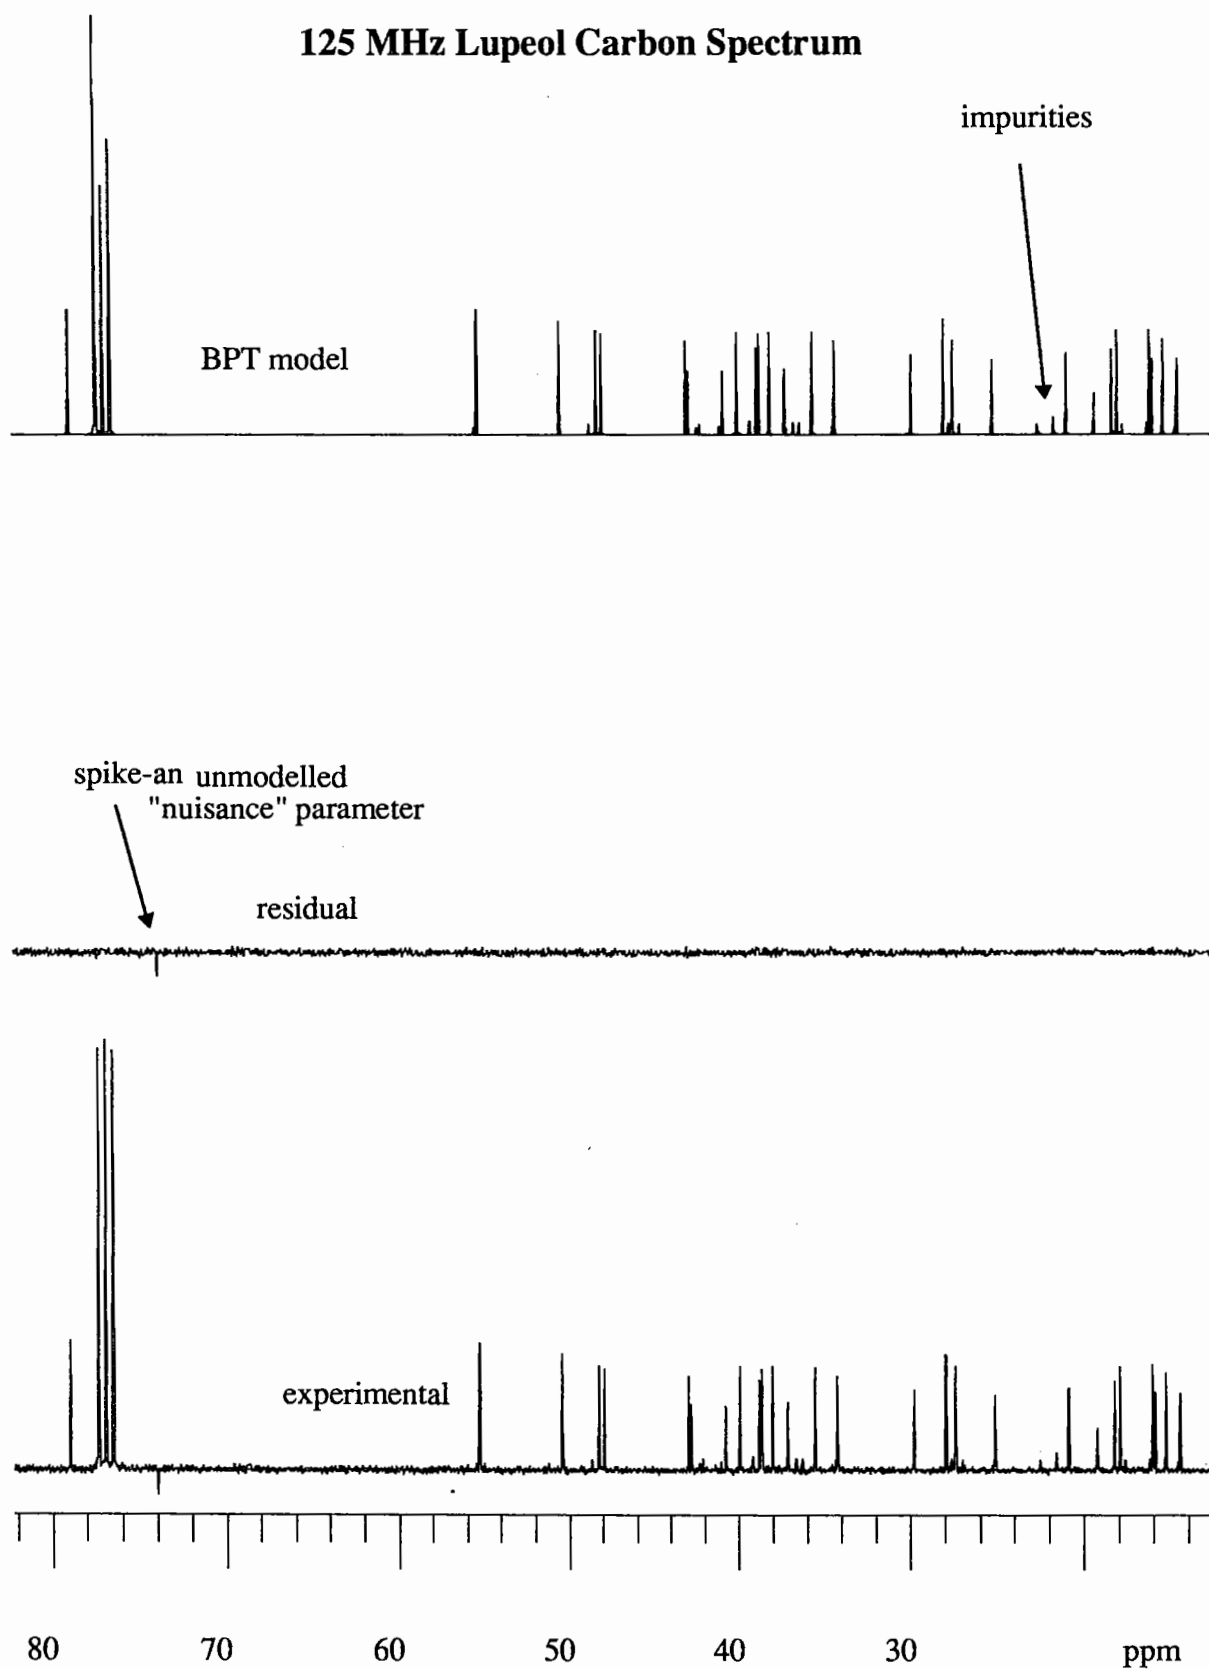 125 MHz Lupeol Carbon Spectrum
impurities
BPT model
spike-an unmodelled
"nuisance" parameter
residual
experimental
80 70 60 50 40 30 ppm